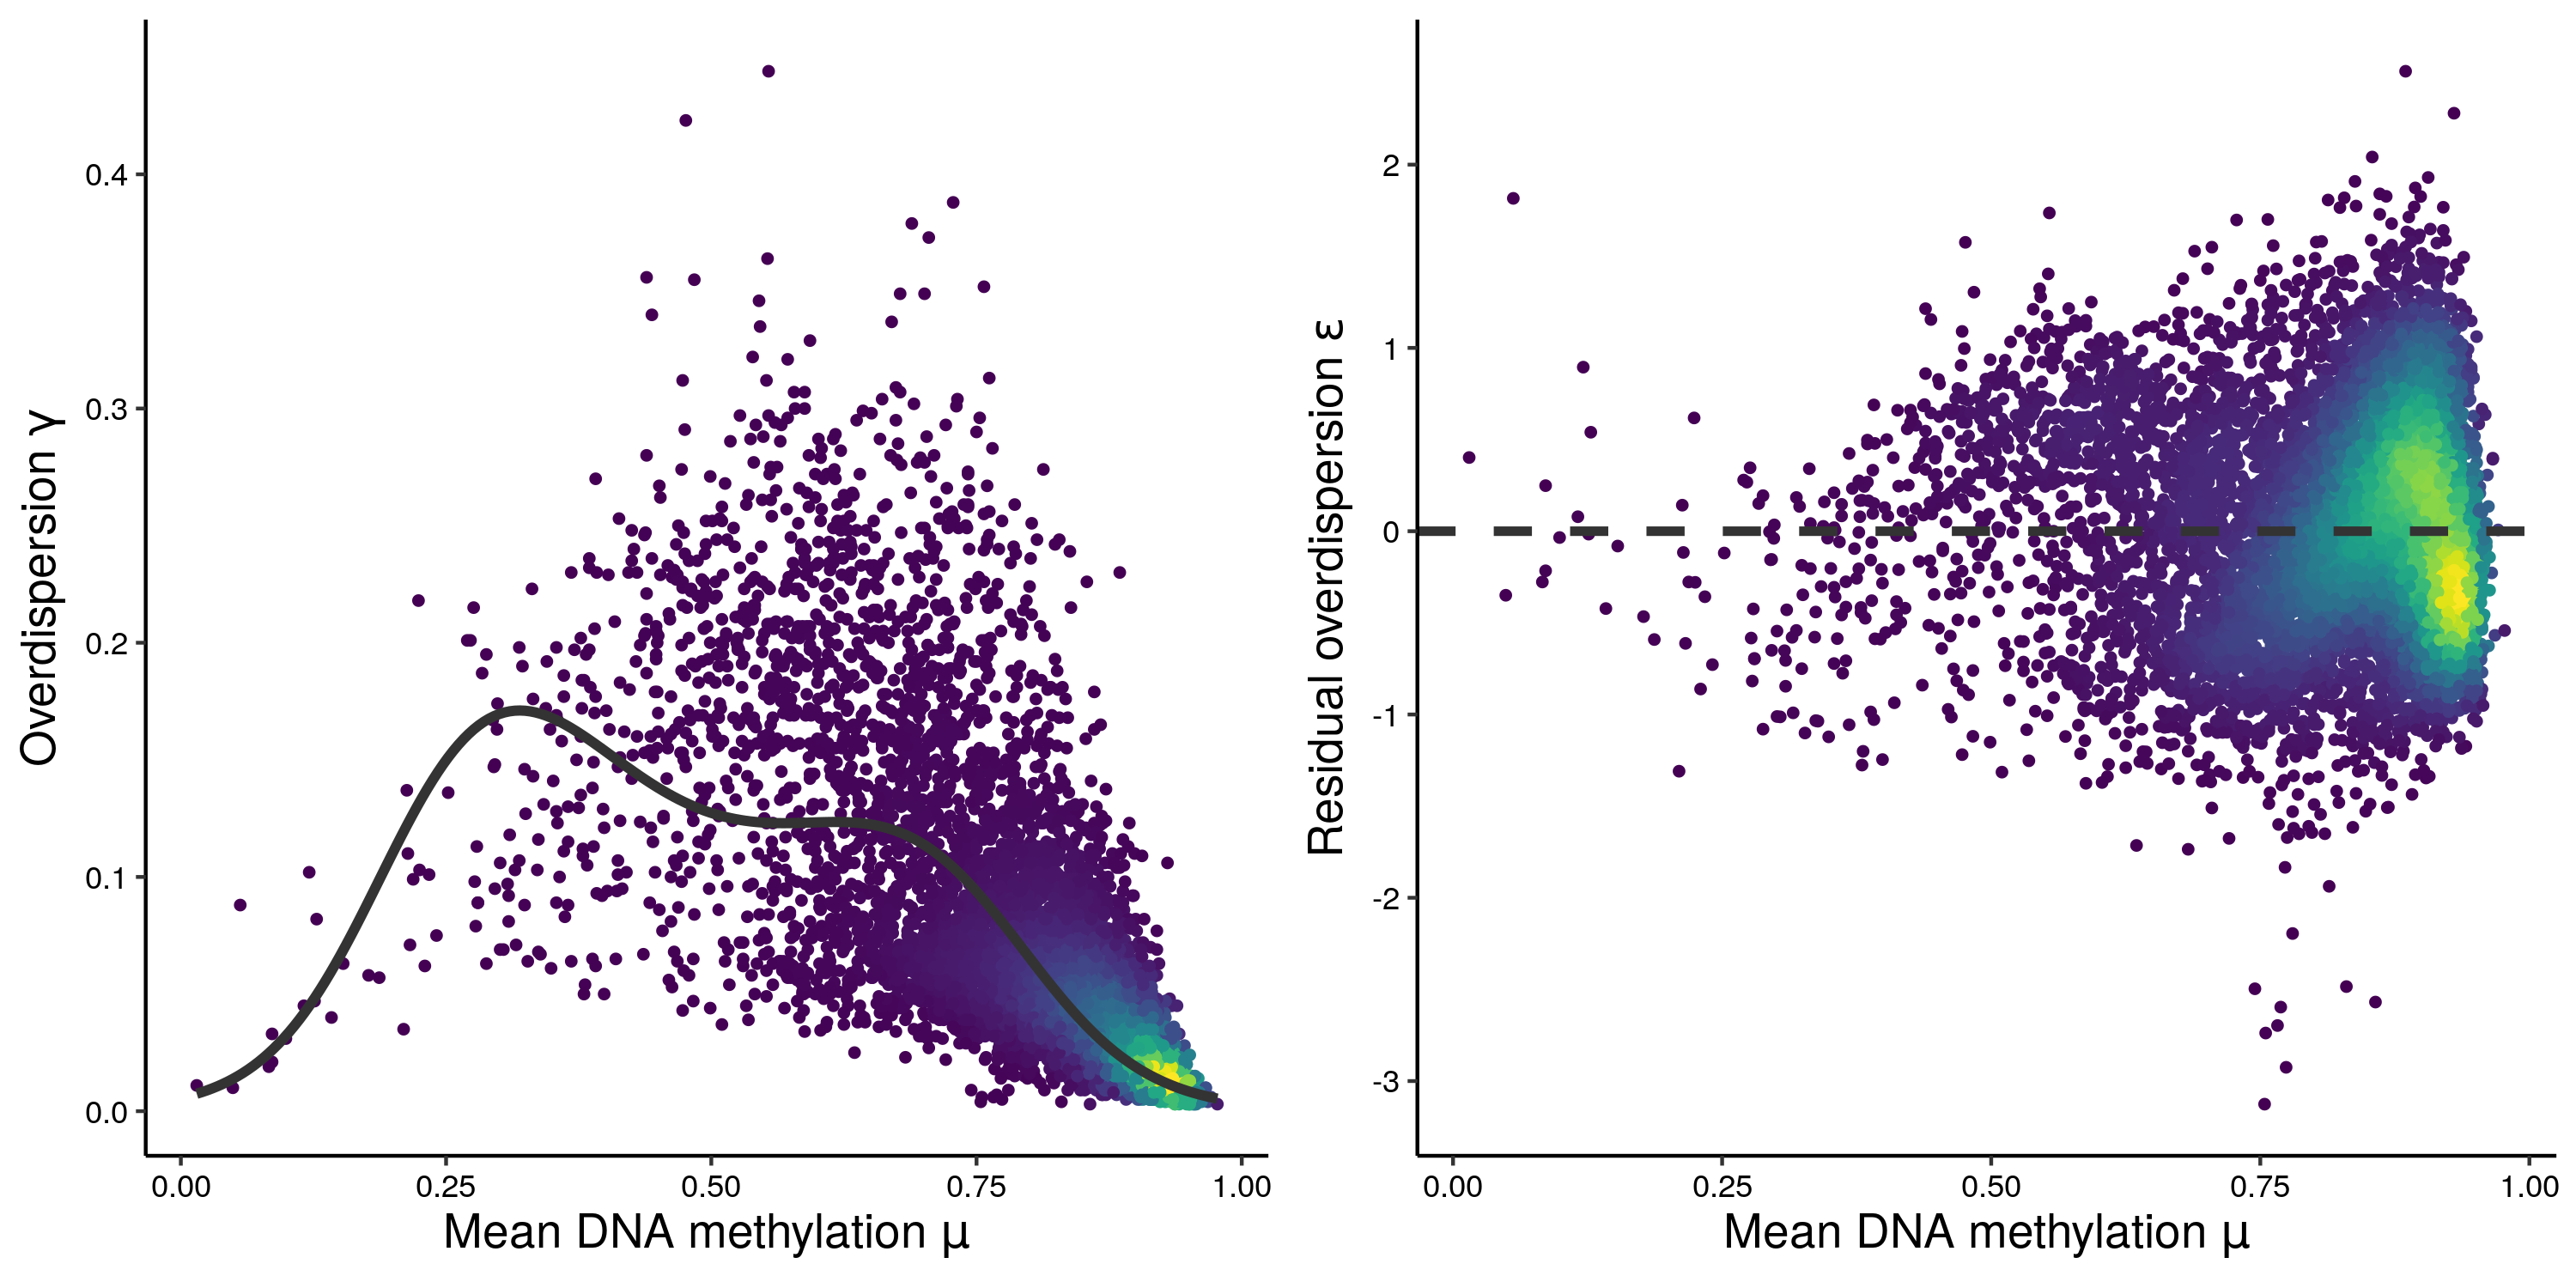 Overdispersion γ
0.4
0.3
0.2
0.1
0.0
0.00 0.25 0.50 0.75 1.00
Mean DNA methylation μ
Residual overdispersion ε
2
1
0
-1
-2
-3
0.00 0.25 0.50 0.75 1.00
Mean DNA methylation μ